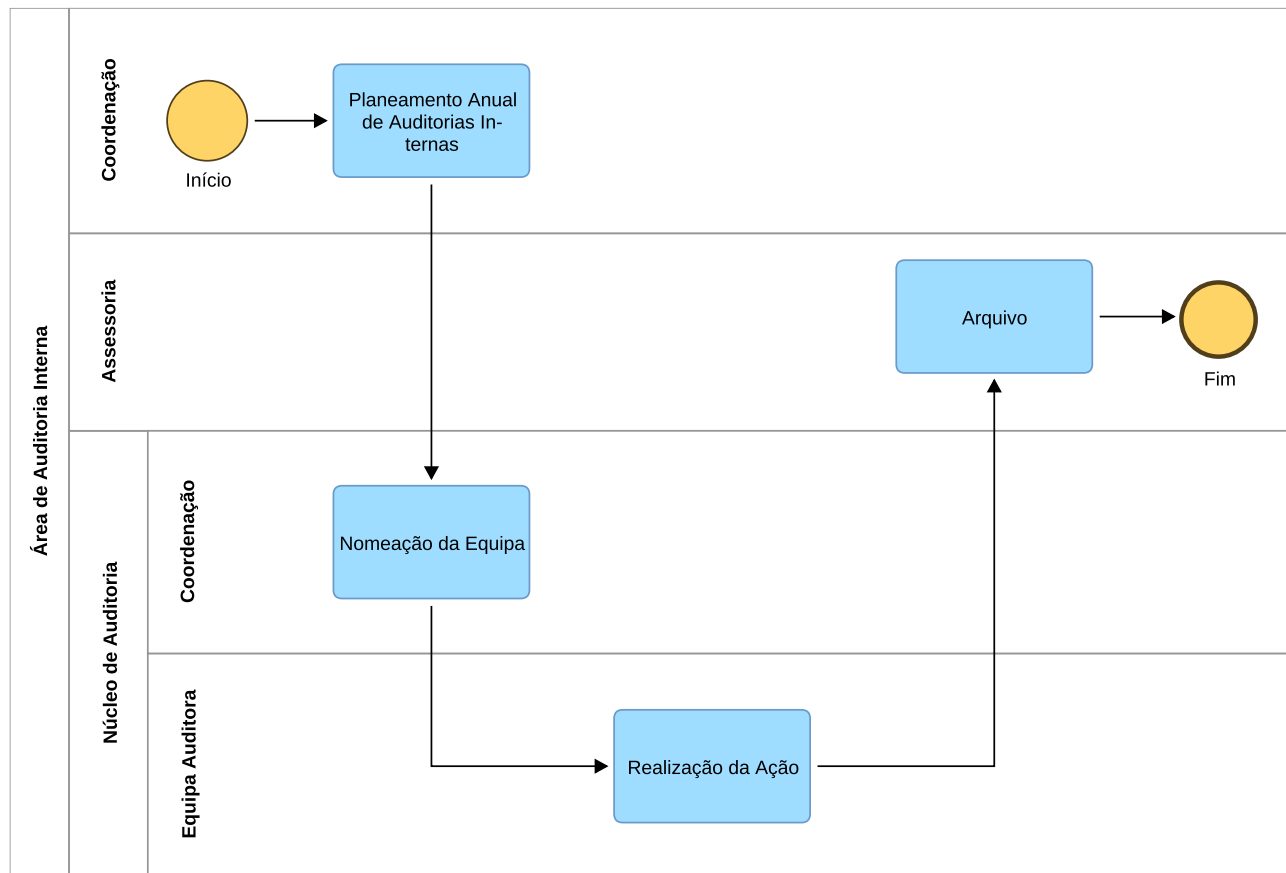 Área de Auditoria Interna
Coordenação
Início
Planeamento Anual
de Auditorias In-
ternas
Assessoria
Arquivo
Fim
Núcleo de Auditoria
Coordenação
Nomeação da Equipa
Equipa Auditora
Realização da Ação